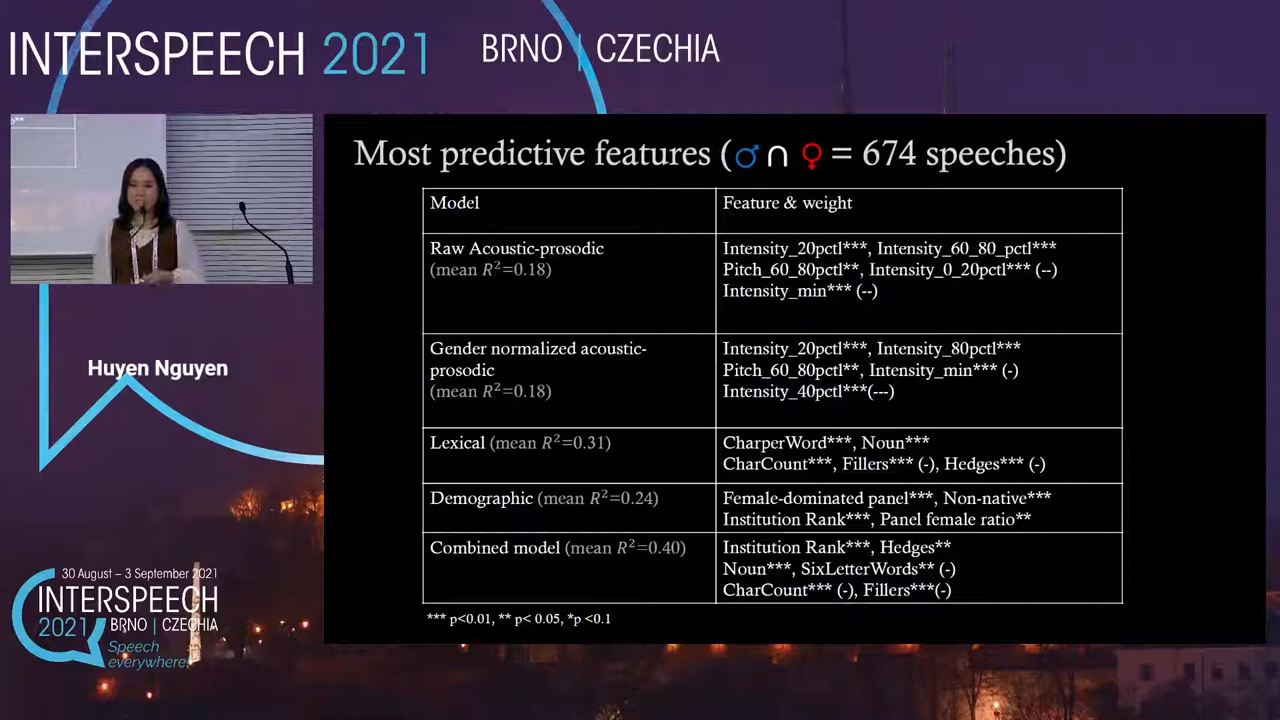 INTERSPEECH 2021
BRNO | CZECHIA
Most predictive features (♂∩ ♀ = 674 speeches)
Model
Feature & weight
Raw Acoustic-prosodic
(mean R²=0.18)
Intensity_20pctl***, Intensity_60_80_pctl***
Pitch_60_80pctl**, Intensity_0_20pctl*** (--)
Intensity_min*** (--)
Gender normalized acoustic-
prosodic
(mean R²=0.18)
Intensity_20pctl***, Intensity_80pctl***
Pitch_60_80pctl**, Intensity_min*** (-)
Intensity_40pctl***(---)
Lexical (mean R²=0.31)
CharperWord***, Noun***
CharCount***, Fillers*** (-), Hedges*** (-)
Demographic (mean R²=0.24)
Female-dominated panel***, Non-native***
Institution Rank***, Panel female ratio**
Combined model (mean R²=0.40)
Institution Rank***, Hedges**
Noun***, SixLetterWords** (-)
CharCount*** (-), Fillers***(-)
*** p<0.01, ** p< 0.05, *p <0.1
Huyen Nguyen
30 August – 3 September 2021
INTERSPEECH
2021 BRNO | CZECHIA
Speech
everywhere!